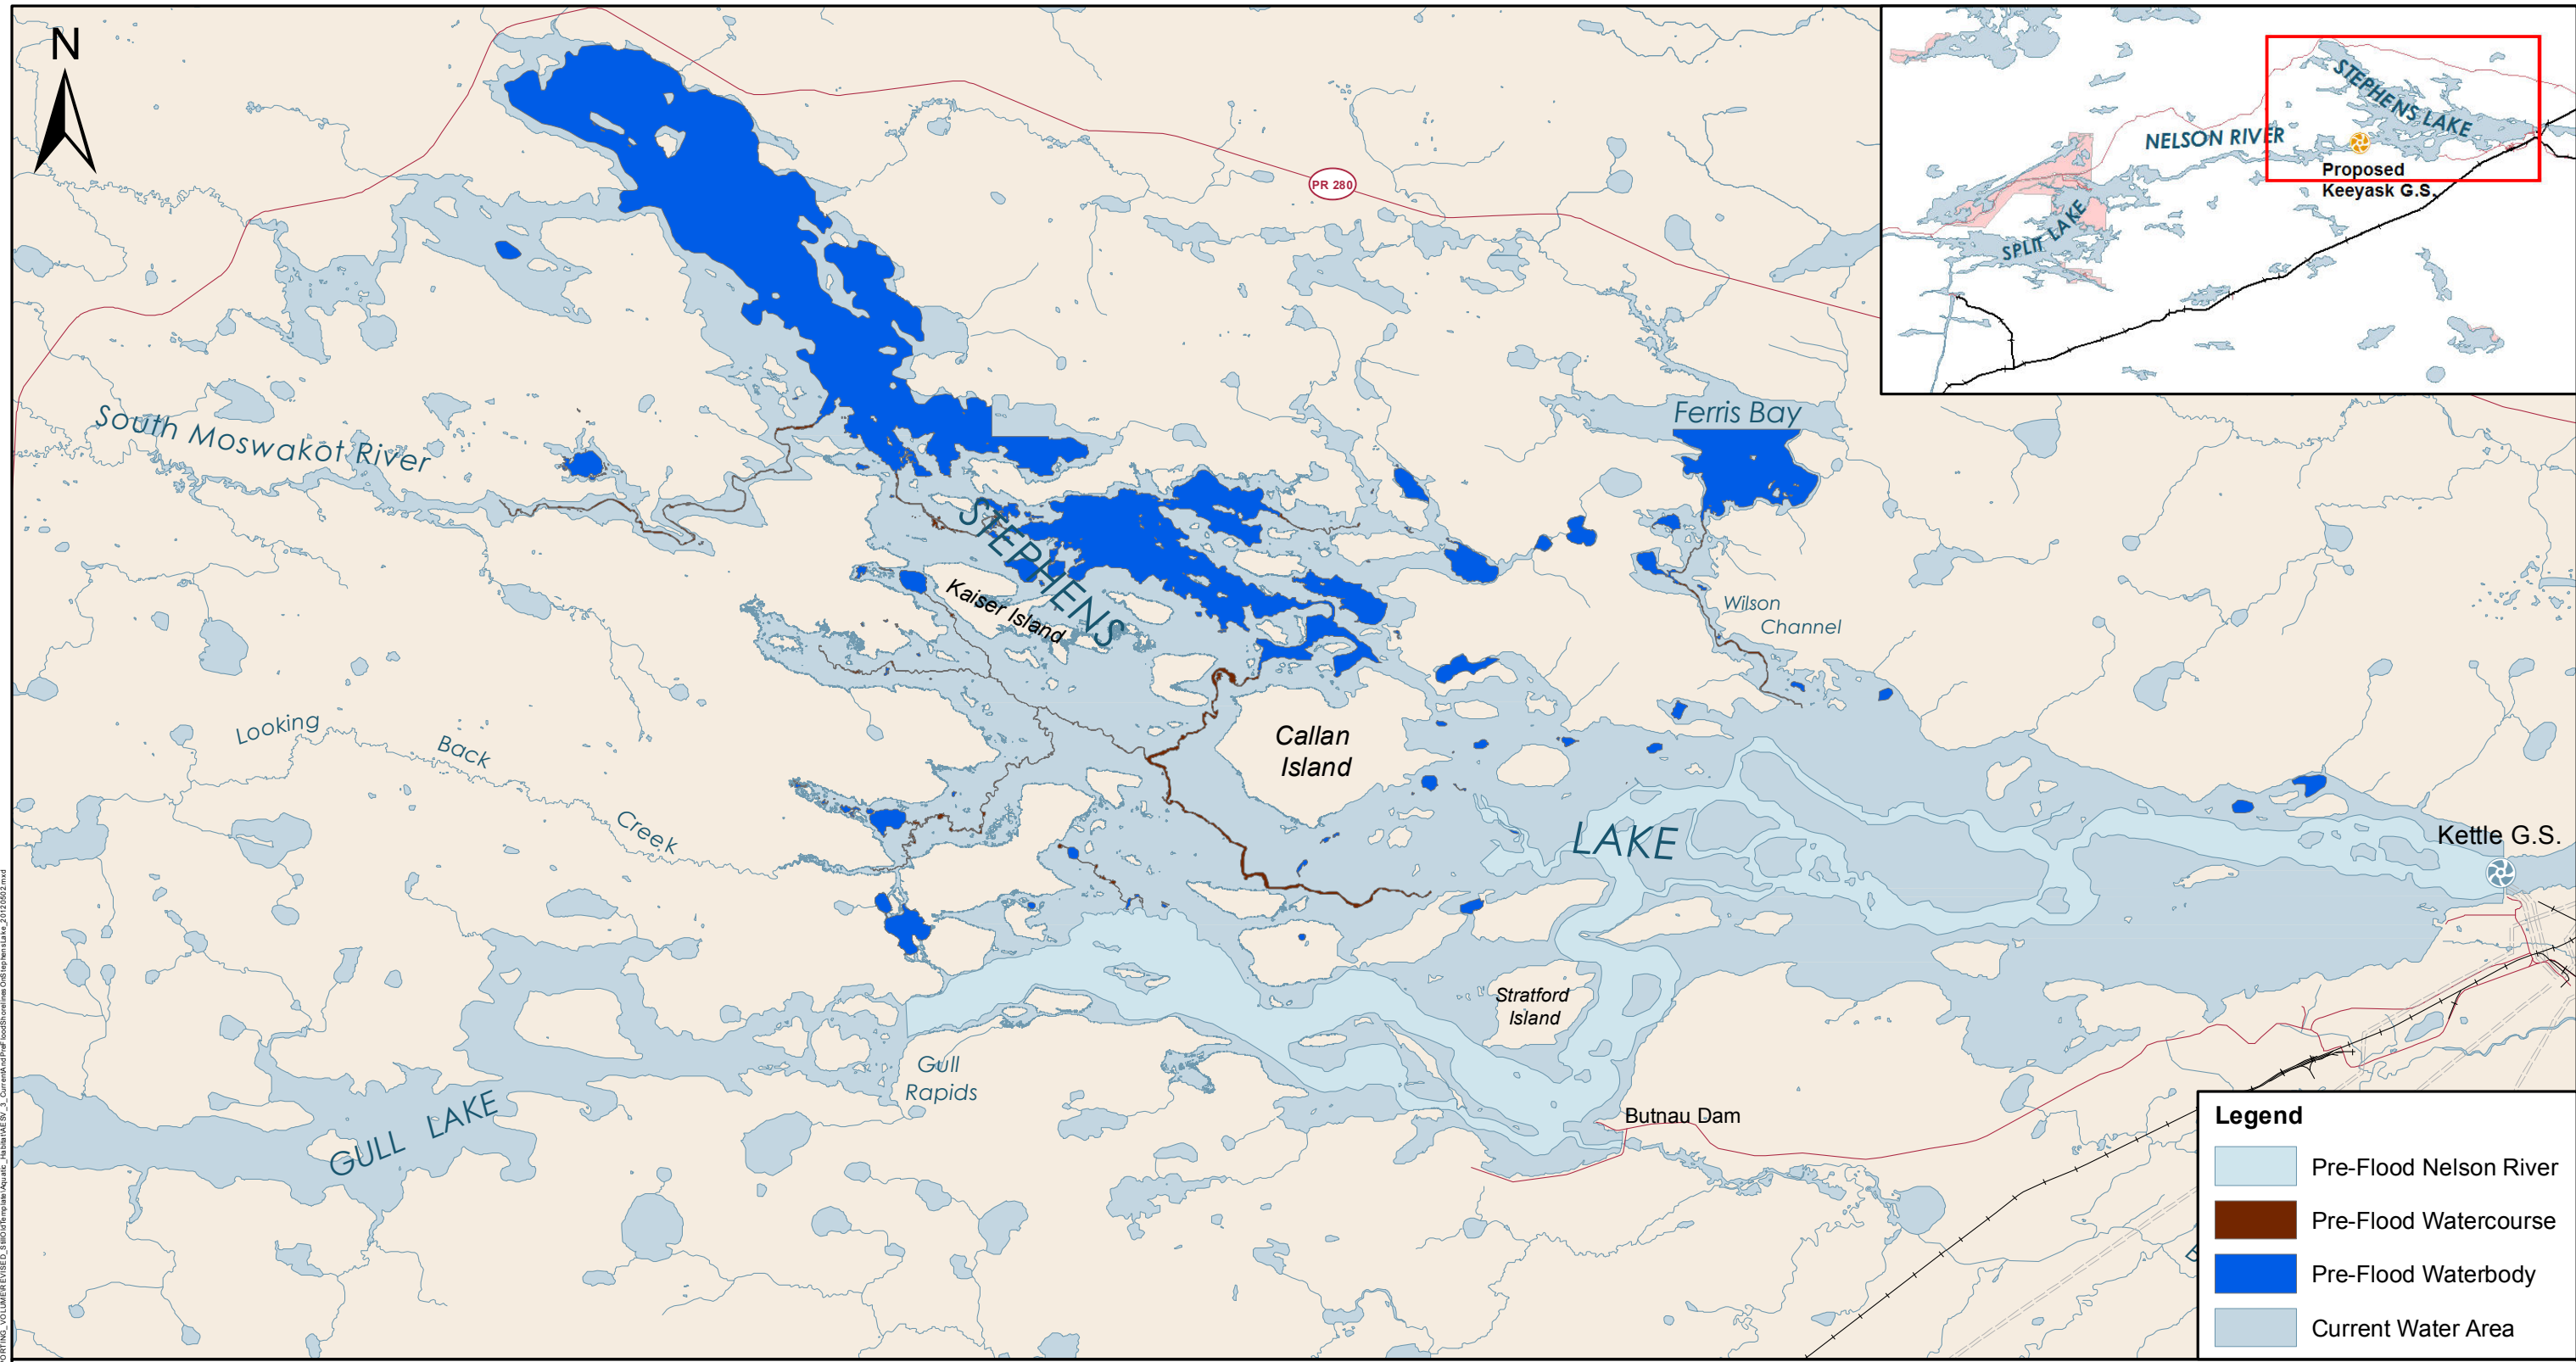 N
PR 280
STEPHENS LAKE
NELSON RIVER
Proposed
Keeyask G.S.
SPLIT LAKE
South Moswakot River
Ferris Bay
STEPHENS
Kaiser Island
Wilson
Channel
Looking
Back
Creek
Callan
Island
LAKE
Kettle G.S.
Stratford
Island
Gull
Rapids
GULL LAKE
Butnau Dam
Legend
Pre-Flood Nelson River
Pre-Flood Watercourse
Pre-Flood Waterbody
Current Water Area